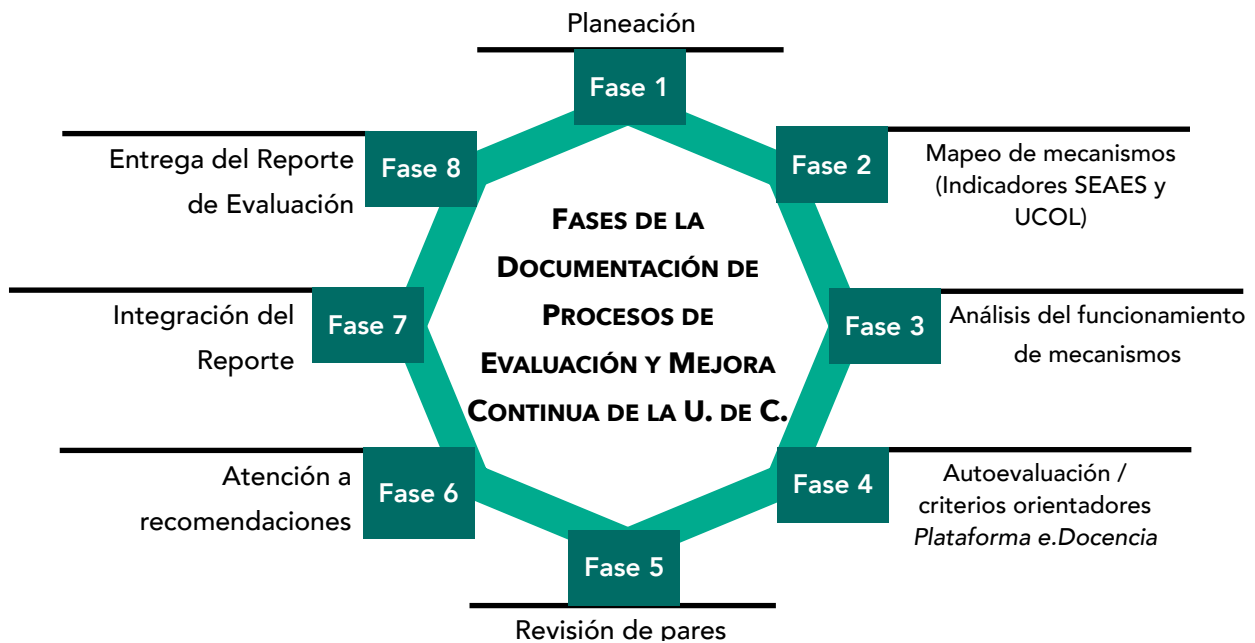 Planeación
Fase 1
Fase 2
Mapeo de mecanismos
(Indicadores SEAES y
UCOL)
Fase 3
Análisis del funcionamiento
de mecanismos
Fase 4
Autoevaluación /
criterios orientadores
Plataforma e.Docencia
Fase 5
Revisión de pares
Fase 6
Atención a
recomendaciones
Fase 7
Integración del
Reporte
Fase 8
Entrega del Reporte
de Evaluación
FASES DE LA
DOCUMENTACIÓN DE
PROCESOS DE
EVALUACIÓN Y MEJORA
CONTINUA DE LA U. DE C.